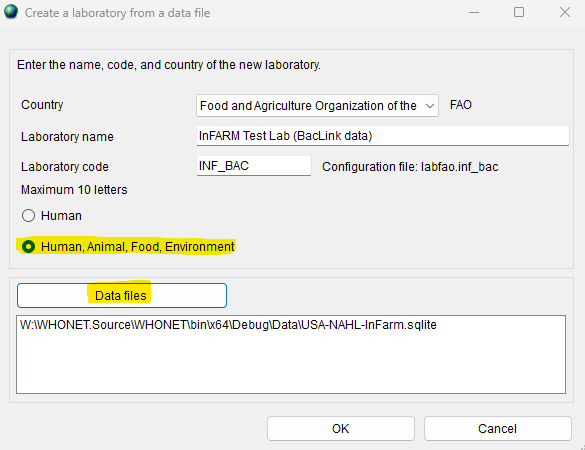 Create a laboratory from a data file
Enter the name, code, and country of the new laboratory.
Country
Food and Agriculture Organization of the
FAO
Laboratory name
InFARM Test Lab (BacLink data)
Laboratory code
INF_BAC
Configuration file: labfao.inf_bac
Maximum 10 letters
Human
Human, Animal, Food, Environment
Data files
W:\WHONET.Source\WHONET\bin\x64\Debug\Data\USA-NAHL-InFarm.sqlite
OK
Cancel